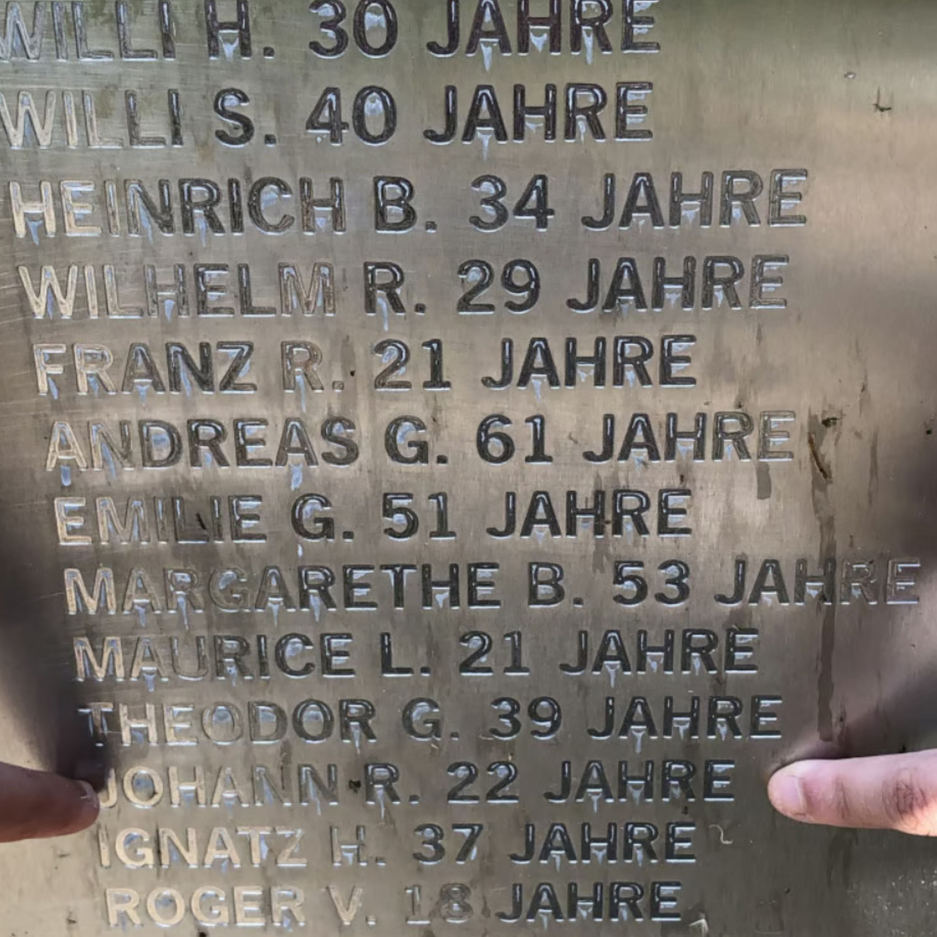 WILLI H. 30 JAHRE
WILLI S. 40 JAHRE
HEINRICH B. 34 JAHRE
WILHELM R. 29 JAHRE
FRANZ R. 21 JAHRE
ANDREAS G. 61 JAHRE
EMILIE G. 51 JAHRE
MARGARETHE B. 53 JAHRE
MAURICE L. 21 JAHRE
THEODOR G. 39 JAHRE
JOHANN R. 22 JAHRE
IGNATZ H. 37 JAHRE
ROGER V. 18 JAHRE